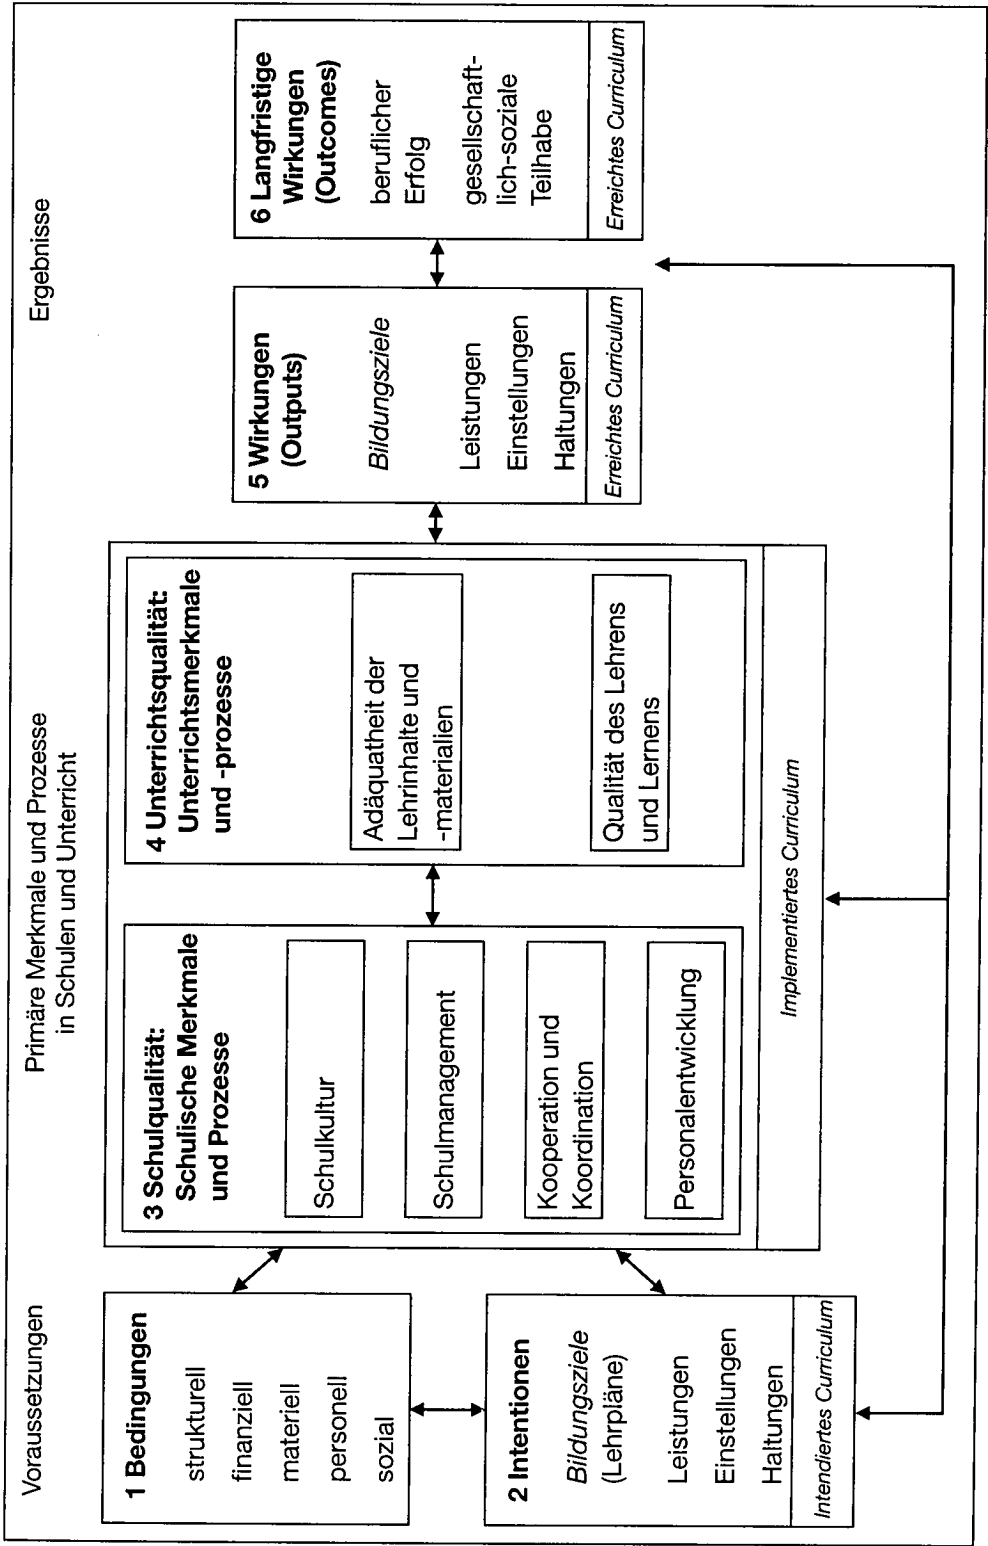 Voraussetzungen
1 Bedingungen
strukturell
finanziell
materiell
personell
sozial
2 Intentionen
Bildungsziele
(Lehrpläne)
Leistungen
Einstellungen
Haltungen
Intendiertes Curriculum
Primäre Merkmale und Prozesse
in Schulen und Unterricht
3 Schulqualität:
Schulische Merkmale
und Prozesse
Schulkultur
Schulmanagement
Kooperation und
Koordination
Personalentwicklung
4 Unterrichtsqualität:
Unterrichtsmerkmale
und -prozesse
Adäquatheit der
Lehrinhalte und
-materialien
Qualität des Lehrens
und Lernens
Implementiertes Curriculum
Ergebnisse
5 Wirkungen
(Outputs)
Bildungsziele
Leistungen
Einstellungen
Haltungen
Erreichtes Curriculum
6 Langfristige
Wirkungen
(Outcomes)
beruflicher
Erfolg
gesellschaft-
lich-soziale
Teilhabe
Erreichtes Curriculum